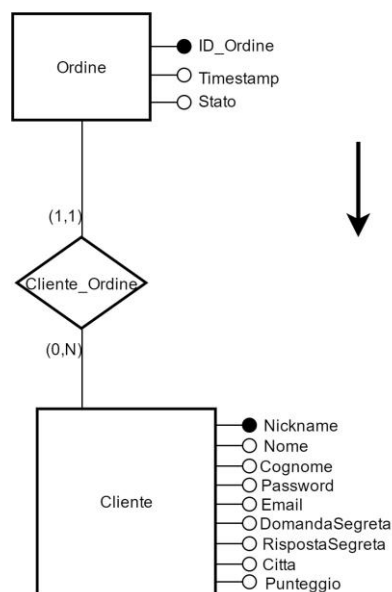 ID_Ordine
Ordine
Timestamp
Stato
(1,1)
Cliente_Ordine
(0,N)
Nickname
Nome
Cognome
Password
Cliente
Email
DomandaSegreta
RispostaSegreta
Citta
Punteggio